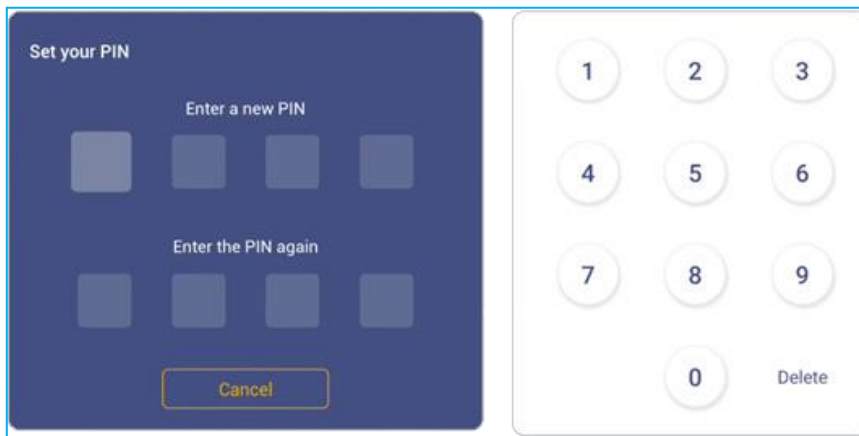 Set your PIN
Enter a new PIN
Enter the PIN again
Cancel
1 2 3
4 5 6
7 8 9
0 Delete